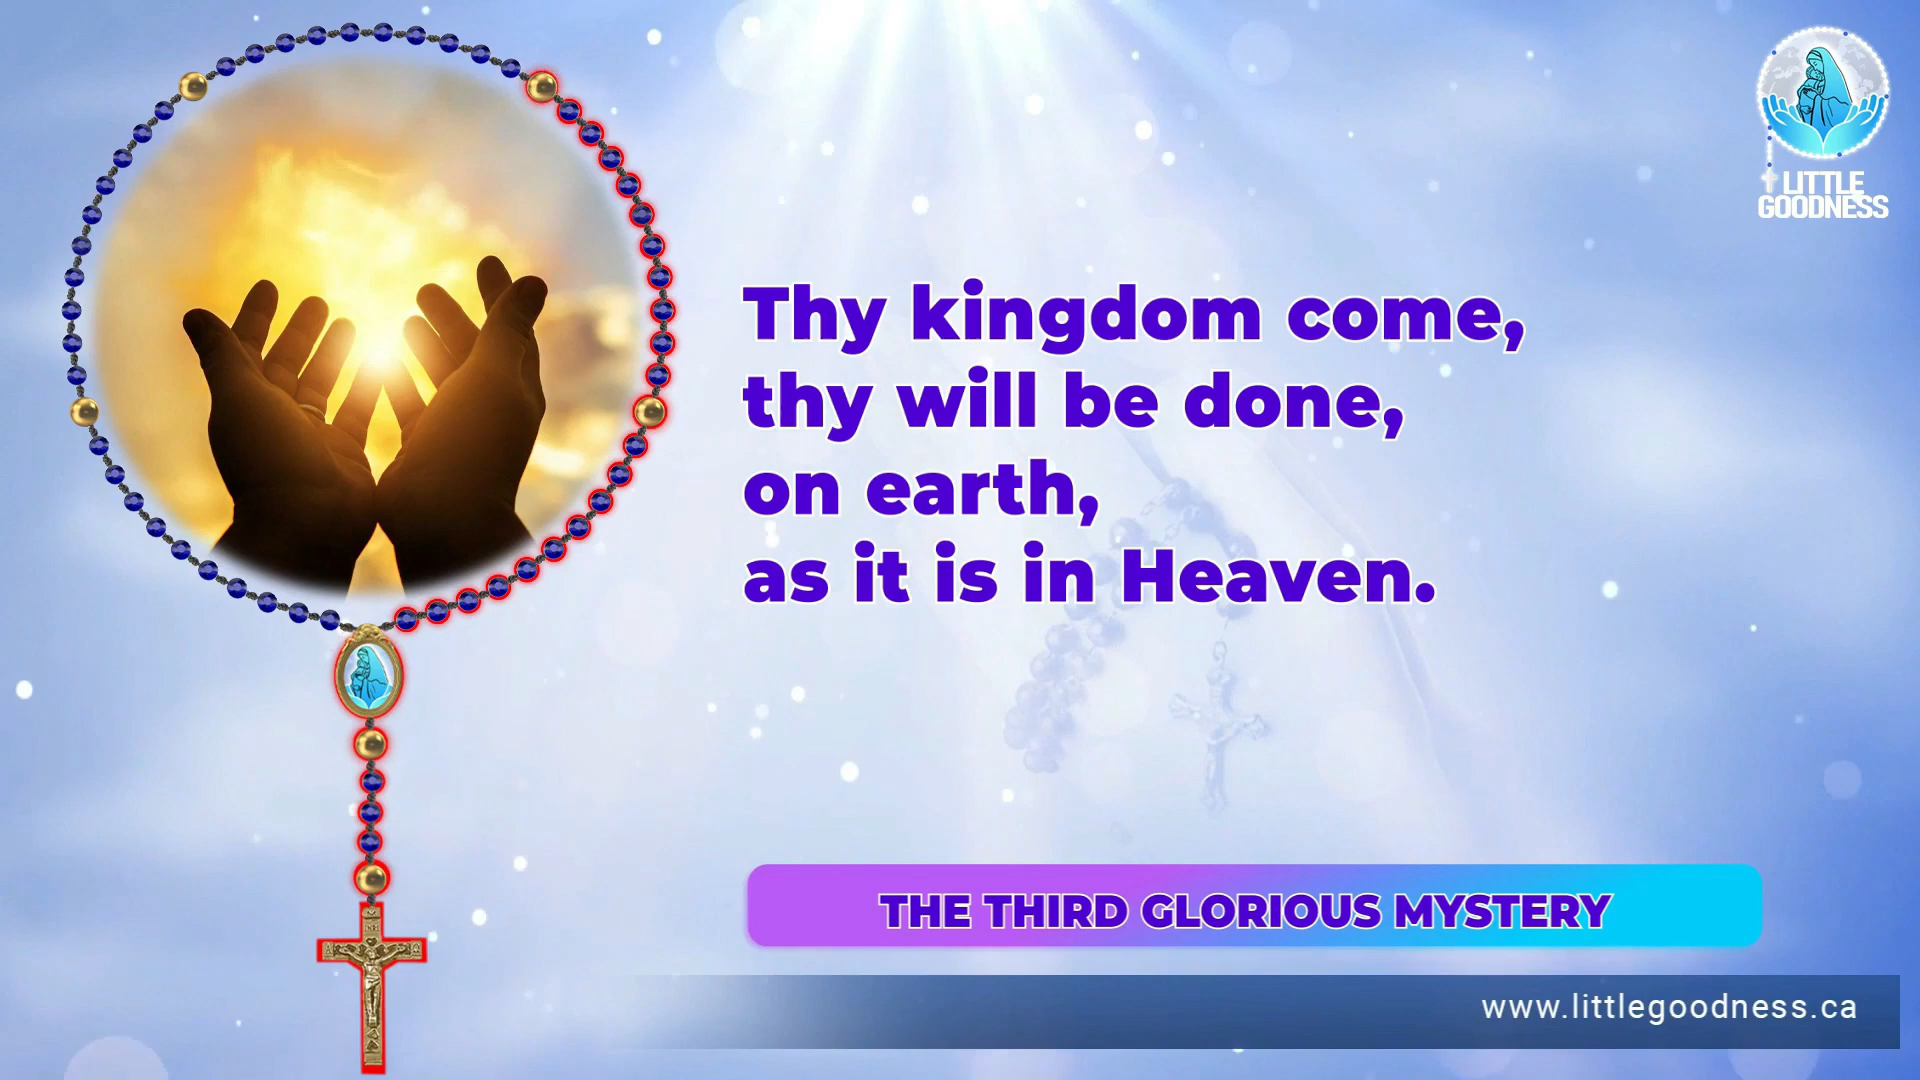 LITTLE
GOODNESS
Thy kingdom come,
thy will be done,
on earth,
as it is in Heaven.
THE THIRD GLORIOUS MYSTERY
www.littlegoodness.ca
INRI